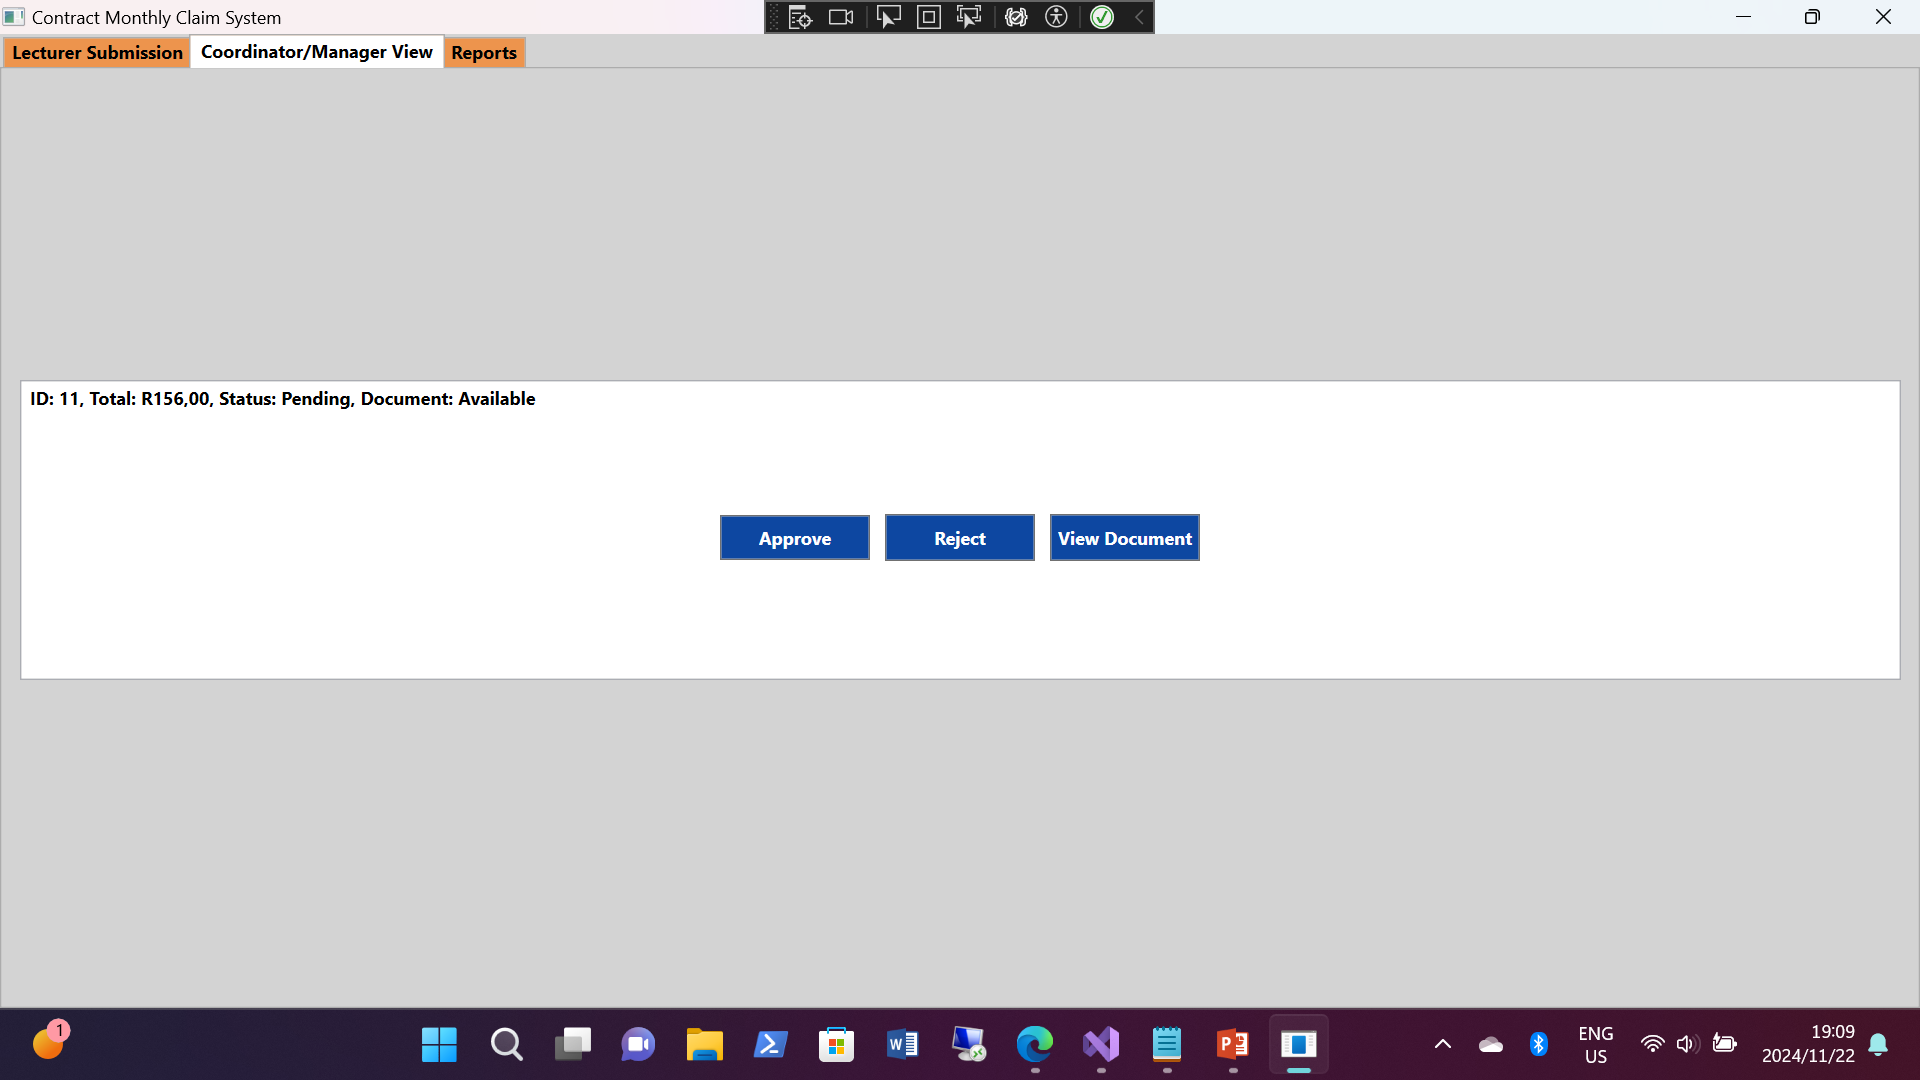 Contract Monthly Claim System
Lecturer Submission
Coordinator/Manager View
Reports
ID: 11, Total: R156,00, Status: Pending, Document: Available
Approve
Reject
View Document
1
W
P
ENG
US
19:09
2024/11/22